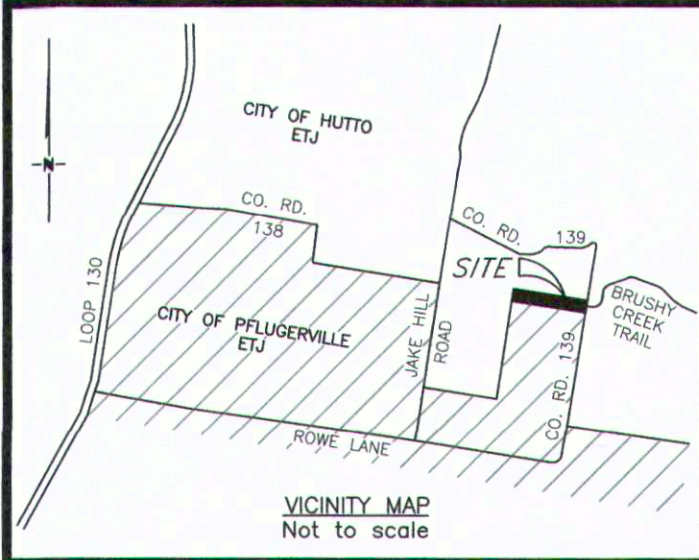 CITY OF HUTTO
ETJ
N
CO. RD.
138
CO. RD. 139
SITE
LOOP 130
CITY OF PFLUGERVILLE
ETJ
JAKE HILL
ROAD
BRUSHY
CREEK
TRAIL
CO. RD. 139
ROWE LANE
VICINITY MAP
Not to scale